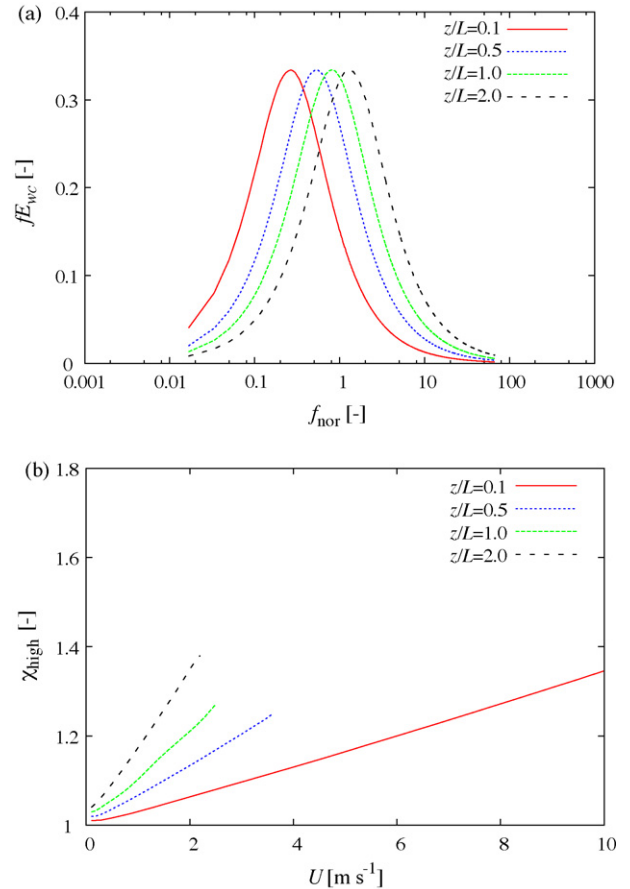 (a)
0.4
0.3
0.2
0.1
0
fE_wc [-]
z/L=0.1
z/L=0.5
z/L=1.0
z/L=2.0
0.001 0.01 0.1 1 10 100 1000
f_nor [-]
(b)
1.8
1.6
1.4
1.2
1
χ_high [-]
z/L=0.1
z/L=0.5
z/L=1.0
z/L=2.0
0 2 4 6 8 10
U [m s⁻¹]